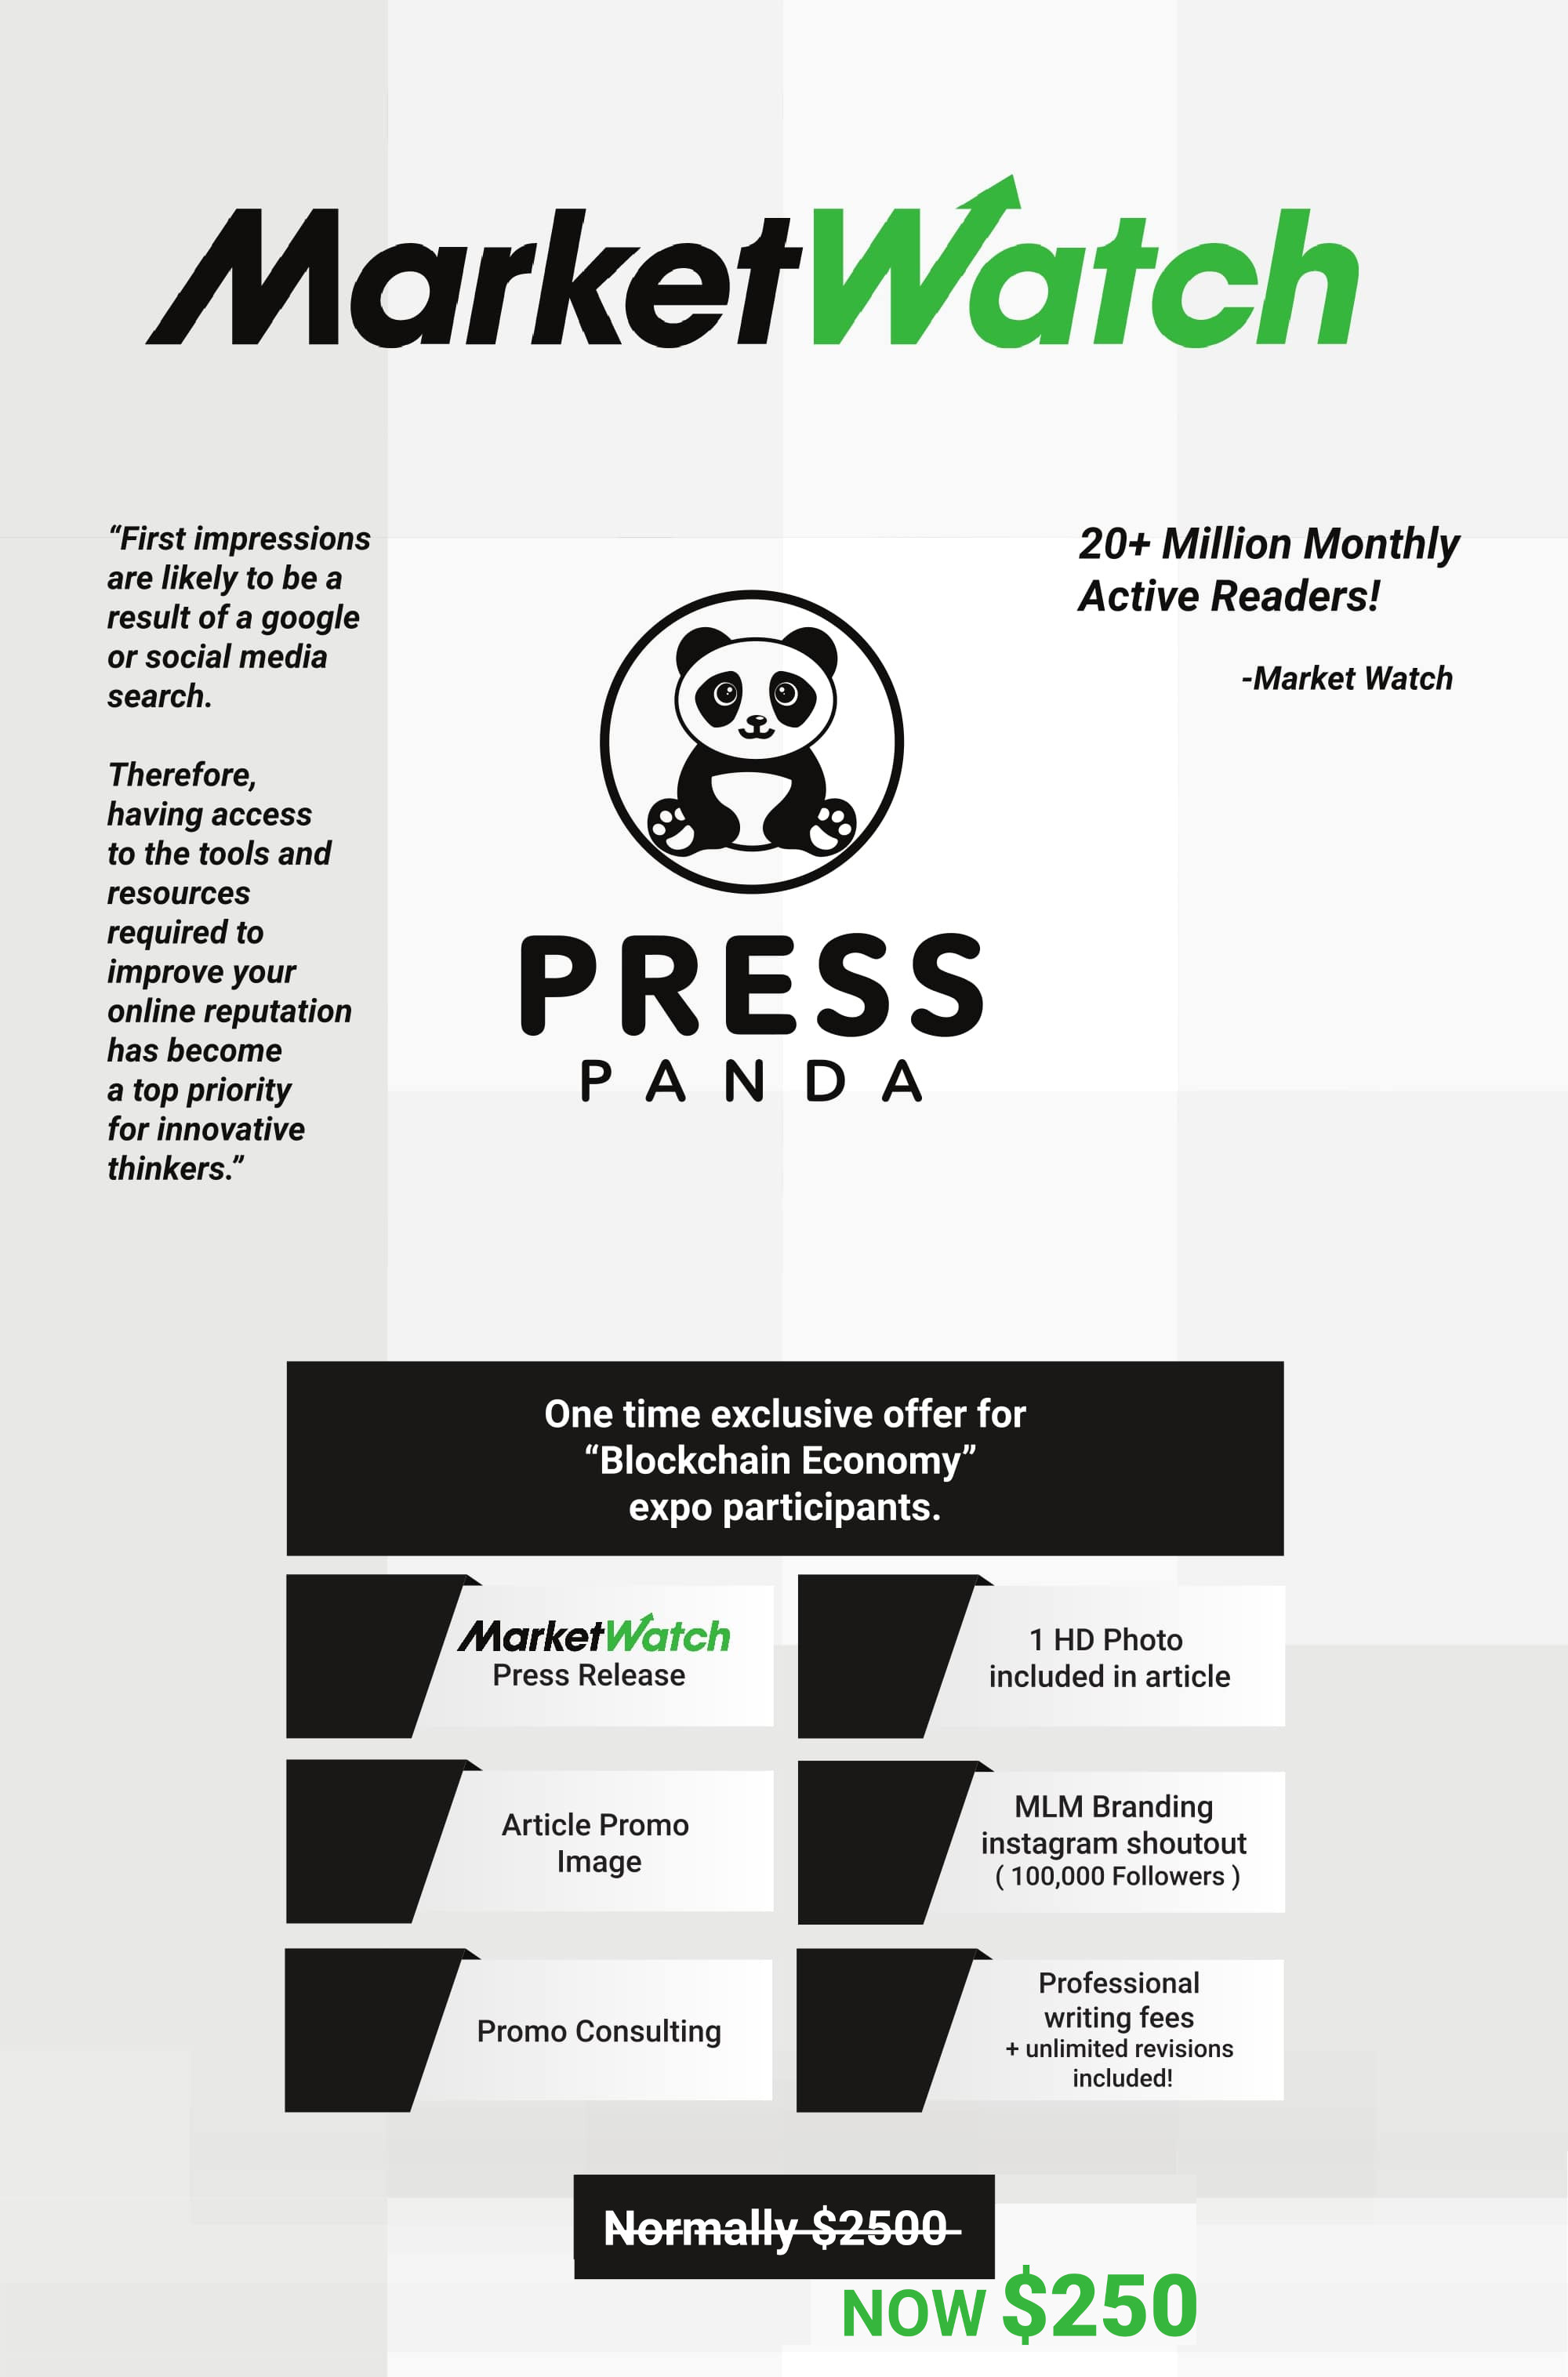 MarketWatch
“First impressions
are likely to be a
result of a google
or social media
search.
Therefore,
having access
to the tools and
resources
required to
improve your
online reputation
has become
a top priority
for innovative
thinkers.”
20+ Million Monthly
Active Readers!
-Market Watch
PRESS
PANDA
One time exclusive offer for
“Blockchain Economy”
expo participants.
MarketWatch
Press Release
1 HD Photo
included in article
Article Promo
Image
MLM Branding
instagram shoutout
( 100,000 Followers )
Promo Consulting
Professional
writing fees
+ unlimited revisions
included!
Normally $2500
NOW $250